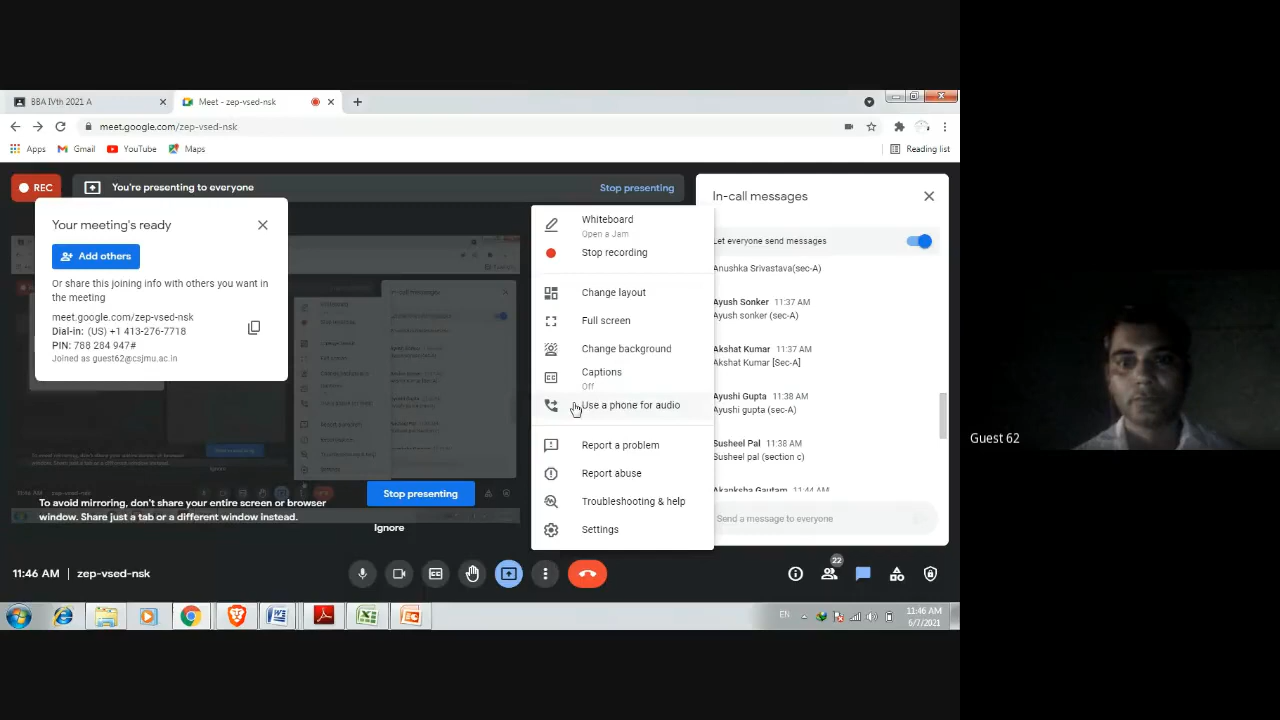 BBA IVth 2021 A
Meet - zep-vsed-nsk
meet.google.com/zep-vsed-nsk
Apps
Gmail
YouTube
Maps
Reading list
REC
You're presenting to everyone
Stop presenting
Your meeting's ready
Add others
Or share this joining info with others you want in
the meeting
meet.google.com/zep-vsed-nsk
Dial-in: (US) +1 413-276-7718
PIN: 788 284 947#
Joined as guest62@csjmu.ac.in
To avoid mirroring, don't share your entire screen or browser
window. Share just a tab or a different window instead.
Stop presenting
Ignore
Whiteboard
Open a Jam
Stop recording
Change layout
Full screen
Change background
Captions
Off
Use a phone for audio
Report a problem
Report abuse
Troubleshooting & help
Settings
In-call messages
Let everyone send messages
Anushka Srivastava(sec-A)
Ayush Sonker 11:37 AM
Ayush sonker (sec-A)
Akshat Kumar 11:37 AM
Akshat Kumar [Sec-A]
Ayushi Gupta 11:38 AM
Ayushi gupta (sec-A)
Susheel Pal 11:38 AM
Susheel pal (section c)
Akanksha Gautam 11:44 AM
Send a message to everyone
11:46 AM | zep-vsed-nsk
22
EN
11:46 AM
6/7/2021
Guest 62